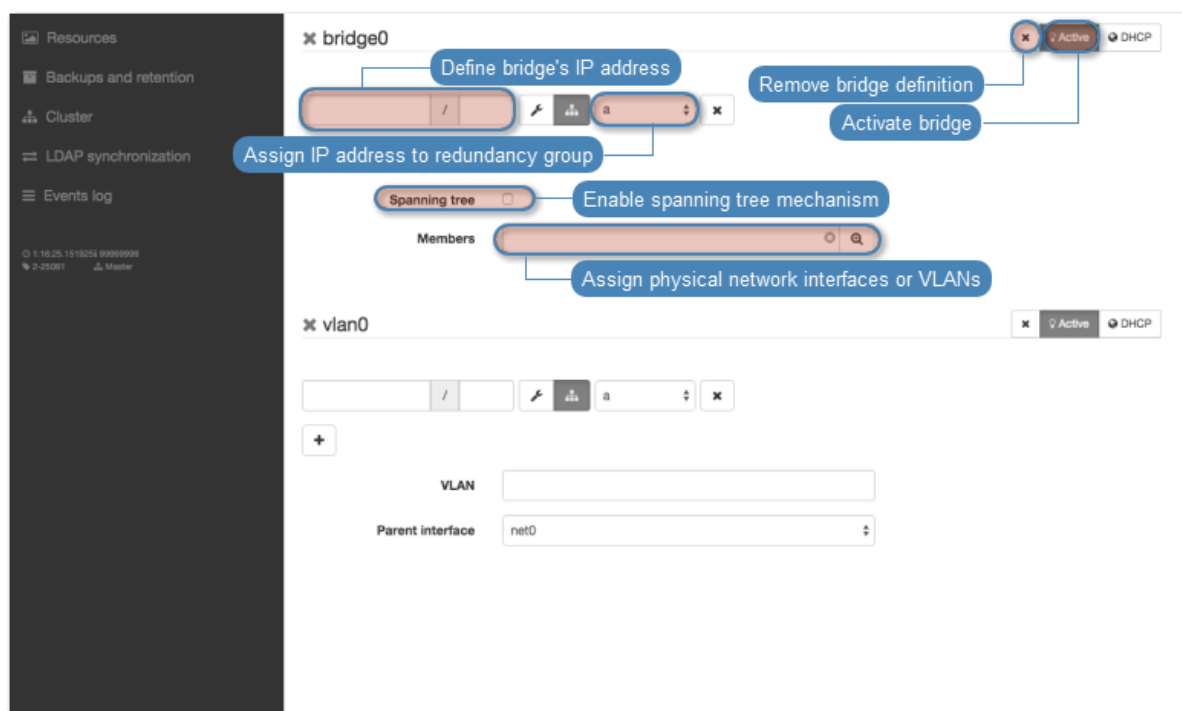 Resources
bridge0
Active
DHCP
Define bridge's IP address
Backups and retention
Remove bridge definition
/
a
Cluster
Activate bridge
LDAP synchronization
Assign IP address to redundancy group
Events log
Spanning tree
Enable spanning tree mechanism
Members
Master
Assign physical network interfaces or VLANs
vlan0
Active
DHCP
/
a
VLAN
Parent interface
net0